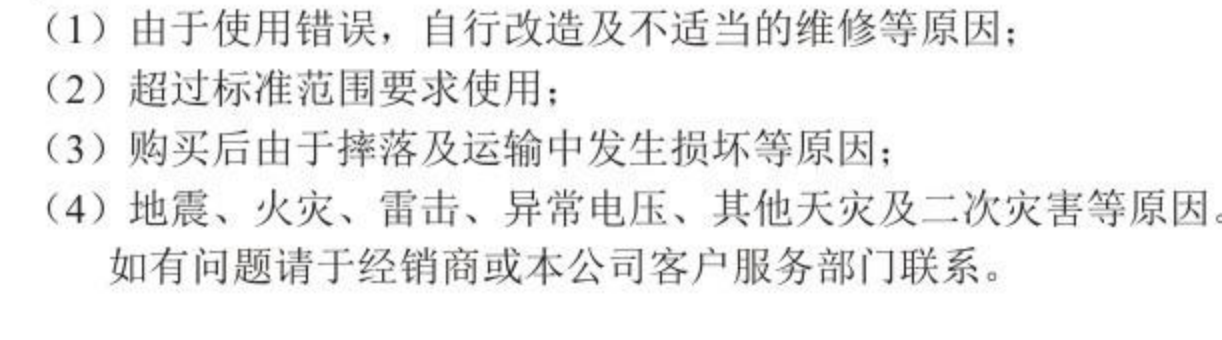 （1）由于使用错误，自行改造及不适当的维修等原因；
（2）超过标准范围要求使用；
（3）购买后由于摔落及运输中发生损坏等原因；
（4）地震、火灾、雷击、异常电压、其他天灾及二次灾害等原因。
如有问题请于经销商或本公司客户服务部门联系。